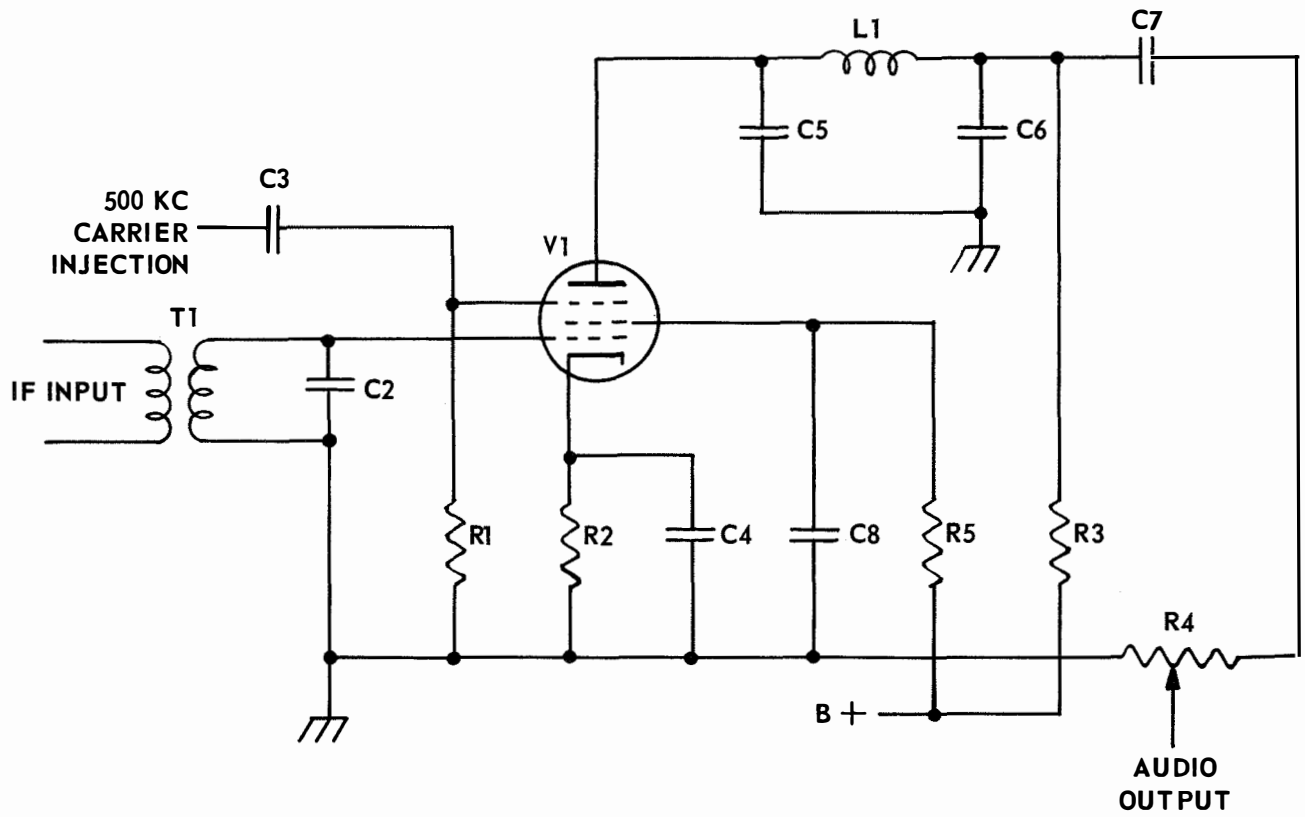 L1
C7
C5
C6
C3
500 KC
CARRIER
INJECTION
V1
T1
IF INPUT
C2
R1
R2
C4
C8
R5
R3
R4
B +
AUDIO
OUTPUT